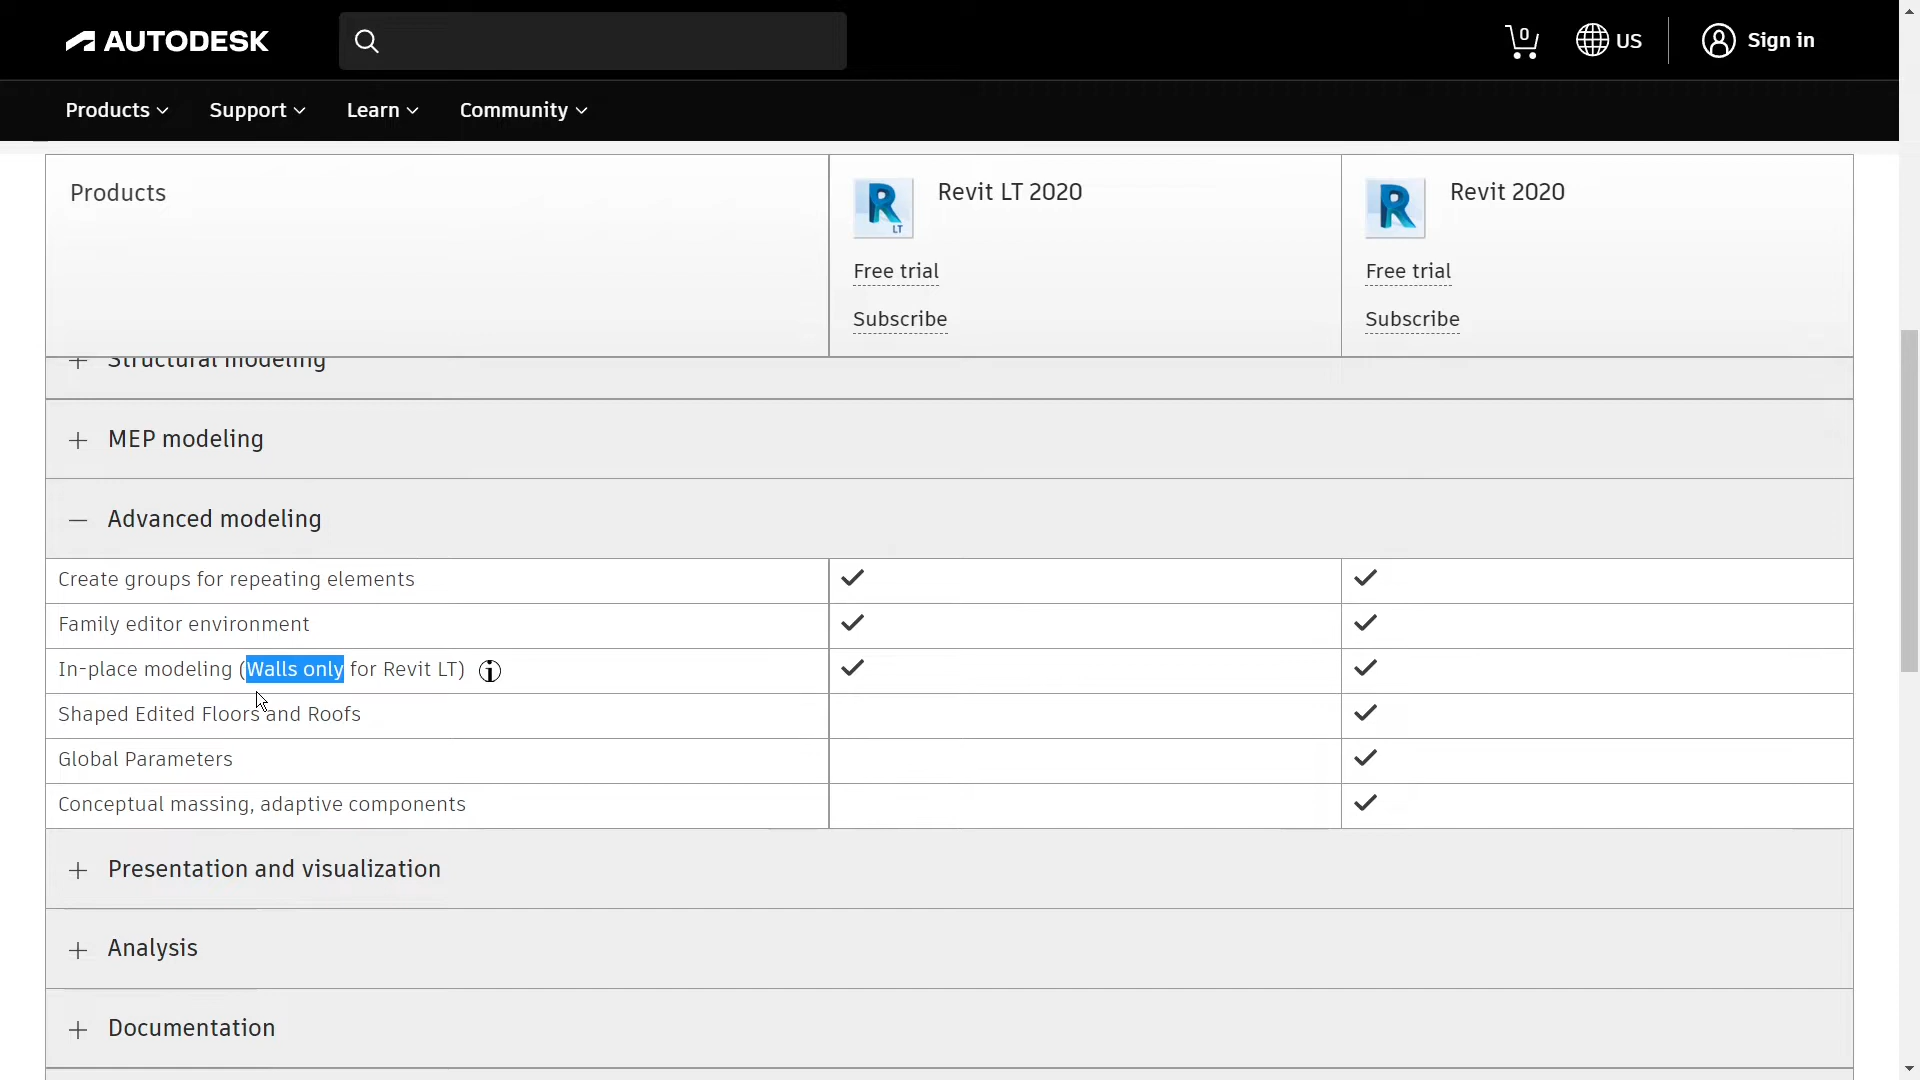 AUTODESK
0
US
Sign in
Products
Support
Learn
Community
Products
Revit LT 2020
Revit 2020
R
LT
R
Free trial
Free trial
Subscribe
Subscribe
Structural modeling
MEP modeling
Advanced modeling
Create groups for repeating elements
Family editor environment
In-place modeling (Walls only for Revit LT)
Shaped Edited Floors and Roofs
Global Parameters
Conceptual massing, adaptive components
Presentation and visualization
Analysis
Documentation